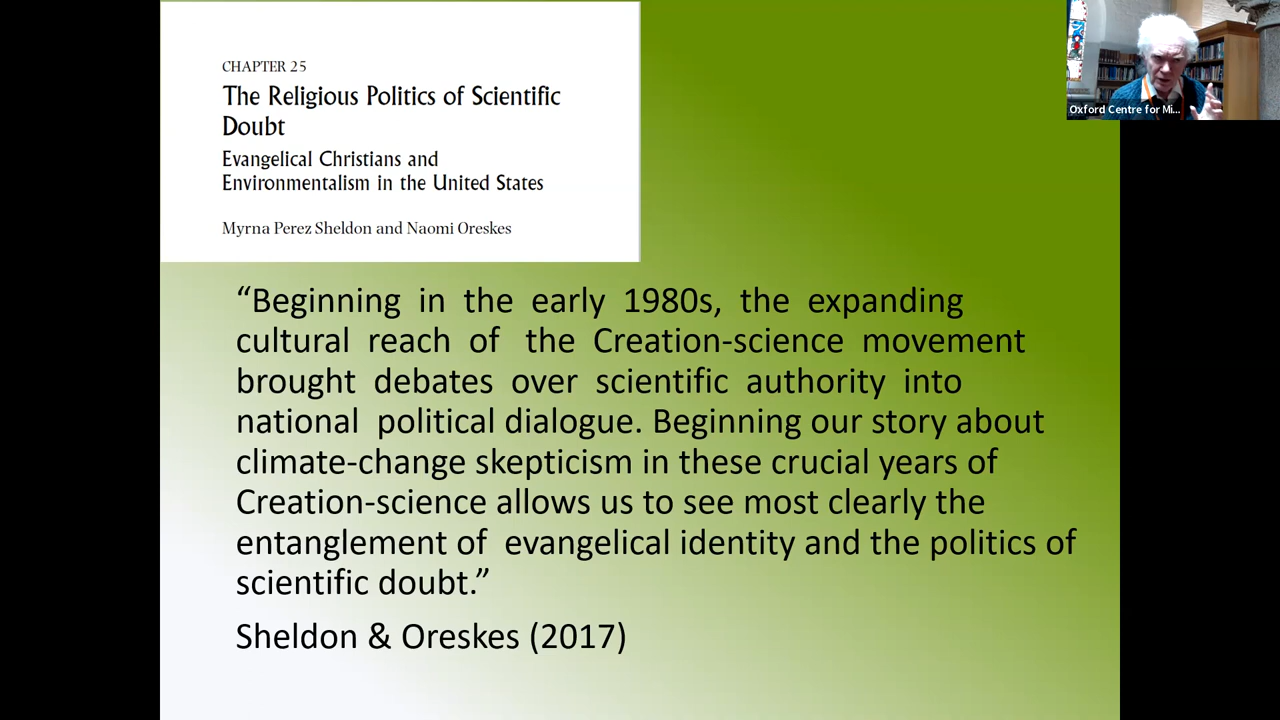 CHAPTER 25
The Religious Politics of Scientific
Doubt
Evangelical Christians and
Environmentalism in the United States
Myrna Perez Sheldon and Naomi Oreskes
Oxford Centre for Mi...
“Beginning in the early 1980s, the expanding
cultural reach of the Creation-science movement
brought debates over scientific authority into
national political dialogue. Beginning our story about
climate-change skepticism in these crucial years of
Creation-science allows us to see most clearly the
entanglement of evangelical identity and the politics of
scientific doubt.”
Sheldon & Oreskes (2017)